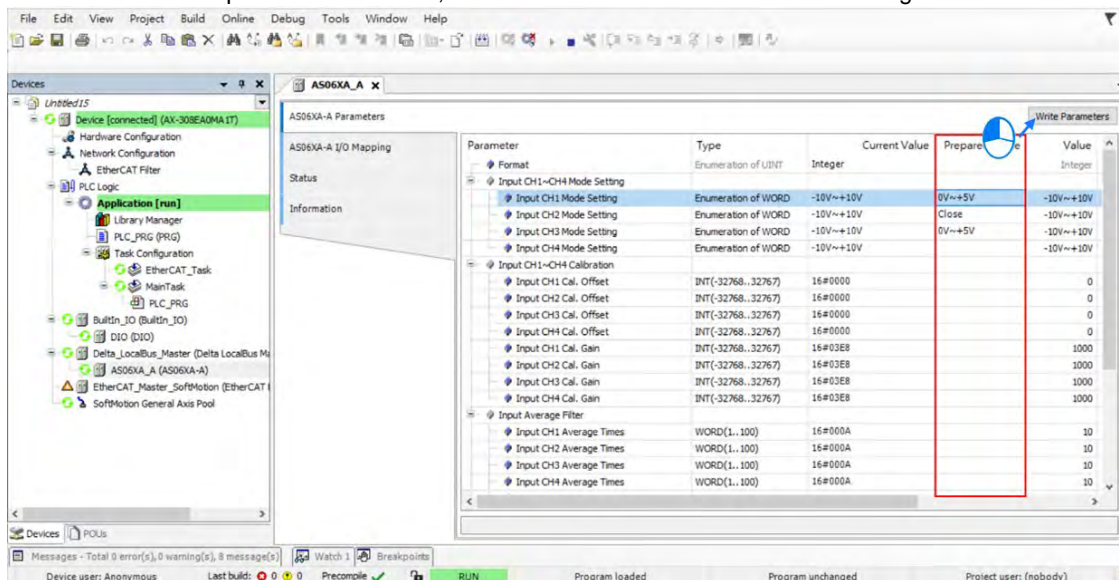 File Edit View Project Build Online Debug Tools Window Help
Devices
Untitled15
Device [connected] (AX-308EA0MA1T)
Hardware Configuration
Network Configuration
EtherCAT Filter
PLC Logic
Application [run]
Library Manager
PLC_PRG (PRG)
Task Configuration
EtherCAT_Task
MainTask
PLC_PRG
BuiltIn_IO (BuiltIn_IO)
DIO (DIO)
Delta_LocalBus_Master (Delta LocalBus Ma
AS06XA_A (AS06XA-A)
EtherCAT_Master_SoftMotion (EtherCAT
SoftMotion General Axis Pool
Devices POUs
AS06XA_A X
AS06XA-A Parameters
AS06XA-A I/O Mapping
Status
Information
Write Parameters
Parameter Type Current Value Prepare Value
Format Enumeration of UINT Integer Integer
Input CH1~CH4 Mode Setting
Input CH1 Mode Setting Enumeration of WORD -10V~+10V 0V~+5V -10V~+10V
Input CH2 Mode Setting Enumeration of WORD -10V~+10V Close -10V~+10V
Input CH3 Mode Setting Enumeration of WORD -10V~+10V 0V~+5V -10V~+10V
Input CH4 Mode Setting Enumeration of WORD -10V~+10V -10V~+10V
Input CH1~CH4 Calibration
Input CH1 Cal. Offset INT(-32768..32767) 16#0000 0
Input CH2 Cal. Offset INT(-32768..32767) 16#0000 0
Input CH3 Cal. Offset INT(-32768..32767) 16#0000 0
Input CH4 Cal. Offset INT(-32768..32767) 16#0000 0
Input CH1 Cal. Gain INT(-32768..32767) 16#03E8 1000
Input CH2 Cal. Gain INT(-32768..32767) 16#03E8 1000
Input CH3 Cal. Gain INT(-32768..32767) 16#03E8 1000
Input CH4 Cal. Gain INT(-32768..32767) 16#03E8 1000
Input Average Filter
Input CH1 Average Times WORD(1..100) 16#000A 10
Input CH2 Average Times WORD(1..100) 16#000A 10
Input CH3 Average Times WORD(1..100) 16#000A 10
Input CH4 Average Times WORD(1..100) 16#000A 10
Messages - Total 0 error(s), 0 warning(s), 8 message(s) Watch 1 Breakpoints
Device user: Anonymous Last build: 0 0 Precompile RUN Program loaded Program unchanged Project user: (nobody)